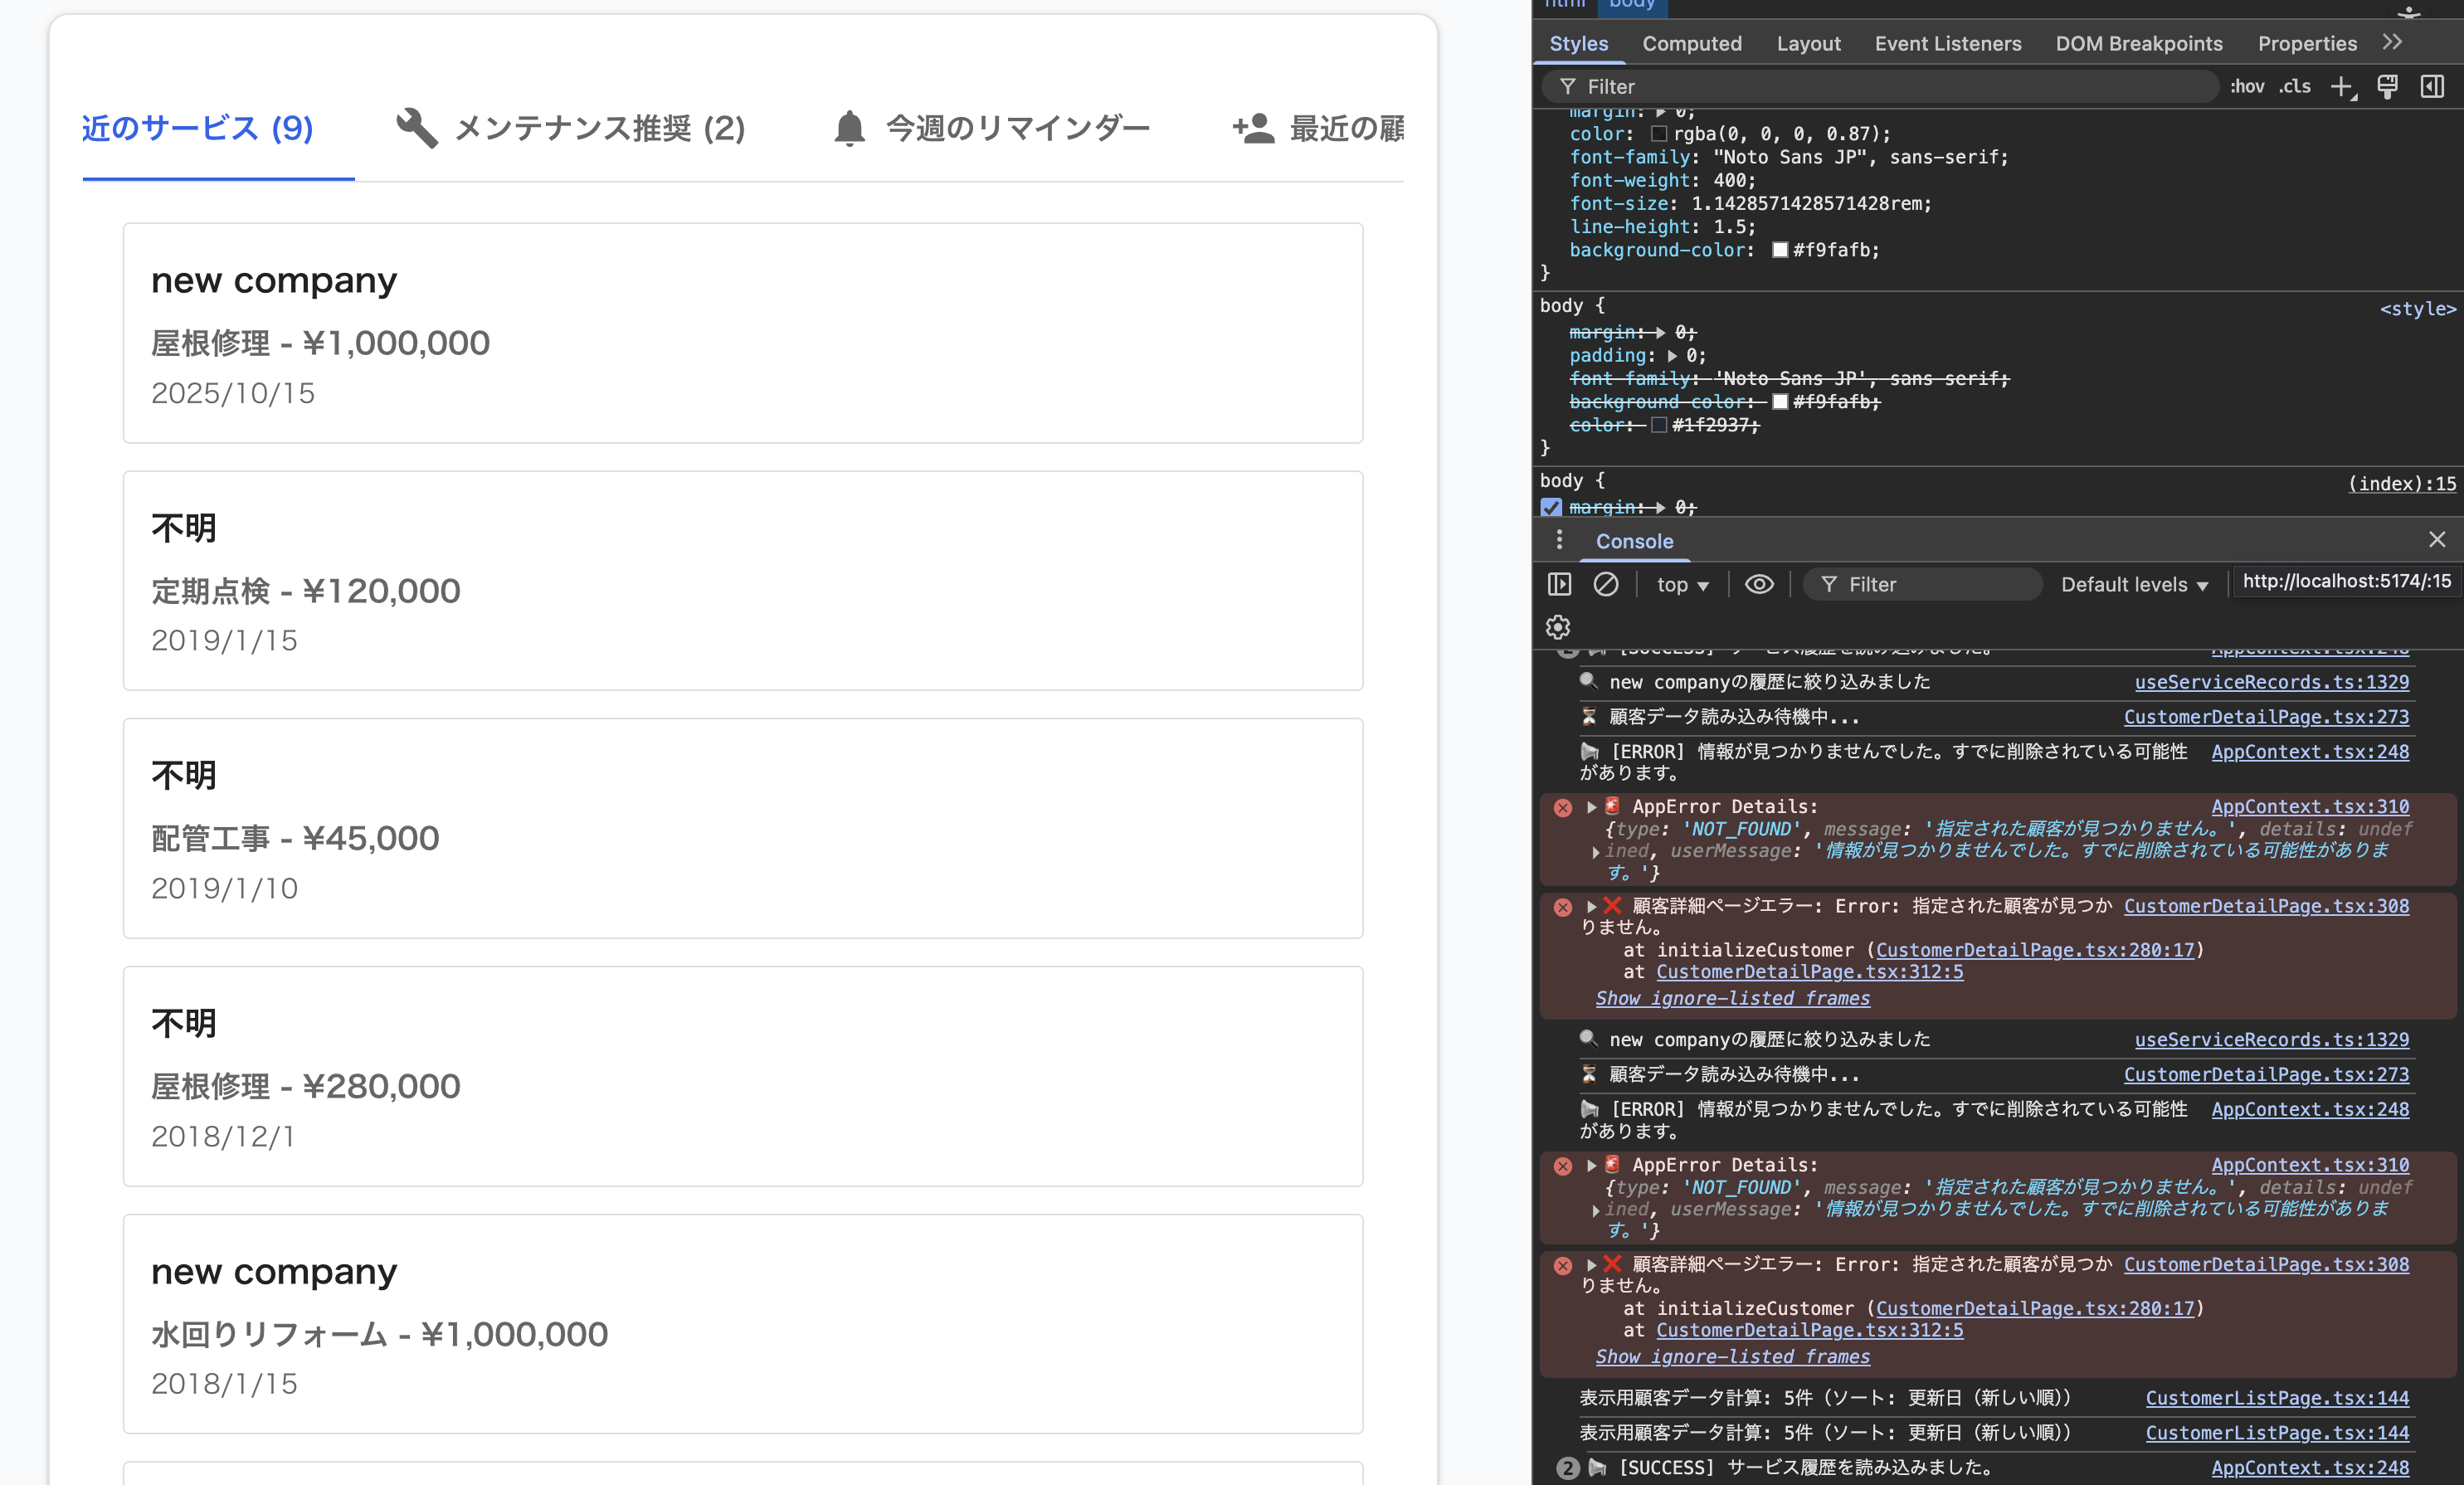 近のサービス (9)
メンテナンス推奨 (2)
今週のリマインダー
最近の顧
new company
屋根修理 - ¥1,000,000
2025/10/15
不明
定期点検 - ¥120,000
2019/1/15
不明
配管工事 - ¥45,000
2019/1/10
不明
屋根修理 - ¥280,000
2018/12/1
new company
水回りリフォーム - ¥1,000,000
2018/1/15
html body
Styles Computed Layout Event Listeners DOM Breakpoints Properties
Filter :hov .cls
margin: 0;
color: rgba(0, 0, 0, 0.87);
font-family: "Noto Sans JP", sans-serif;
font-weight: 400;
font-size: 1.1428571428571428rem;
line-height: 1.5;
background-color: #f9fafb;
}
body { <style>
margin: 0;
padding: 0;
font-family: 'Noto Sans JP', sans-serif;
background-color: #f9fafb;
color: #1f2937;
}
body { (index):15
margin: 0;
Console
top Filter Default levels http://localhost:5174/:15
2 [SUCCESS] サービス履歴を読み込みました。 AppContext.tsx:248
new companyの履歴に絞り込みました useServiceRecords.ts:1329
顧客データ読み込み待機中... CustomerDetailPage.tsx:273
[ERROR] 情報が見つかりませんでした。すでに削除されている可能性 AppContext.tsx:248
があります。
AppError Details: AppContext.tsx:310
{type: 'NOT_FOUND', message: '指定された顧客が見つかりません。', details: undef
ined, userMessage: '情報が見つかりませんでした。すでに削除されている可能性がありま
す。'}
顧客詳細ページエラー: Error: 指定された顧客が見つか CustomerDetailPage.tsx:308
りません。
at initializeCustomer (CustomerDetailPage.tsx:280:17)
at CustomerDetailPage.tsx:312:5
Show ignore-listed frames
new companyの履歴に絞り込みました useServiceRecords.ts:1329
顧客データ読み込み待機中... CustomerDetailPage.tsx:273
[ERROR] 情報が見つかりませんでした。すでに削除されている可能性 AppContext.tsx:248
があります。
AppError Details: AppContext.tsx:310
{type: 'NOT_FOUND', message: '指定された顧客が見つかりません。', details: undef
ined, userMessage: '情報が見つかりませんでした。すでに削除されている可能性がありま
す。'}
顧客詳細ページエラー: Error: 指定された顧客が見つか CustomerDetailPage.tsx:308
りません。
at initializeCustomer (CustomerDetailPage.tsx:280:17)
at CustomerDetailPage.tsx:312:5
Show ignore-listed frames
表示用顧客データ計算: 5件 (ソート: 更新日 (新しい順)) CustomerListPage.tsx:144
表示用顧客データ計算: 5件 (ソート: 更新日 (新しい順)) CustomerListPage.tsx:144
2 [SUCCESS] サービス履歴を読み込みました。 AppContext.tsx:248